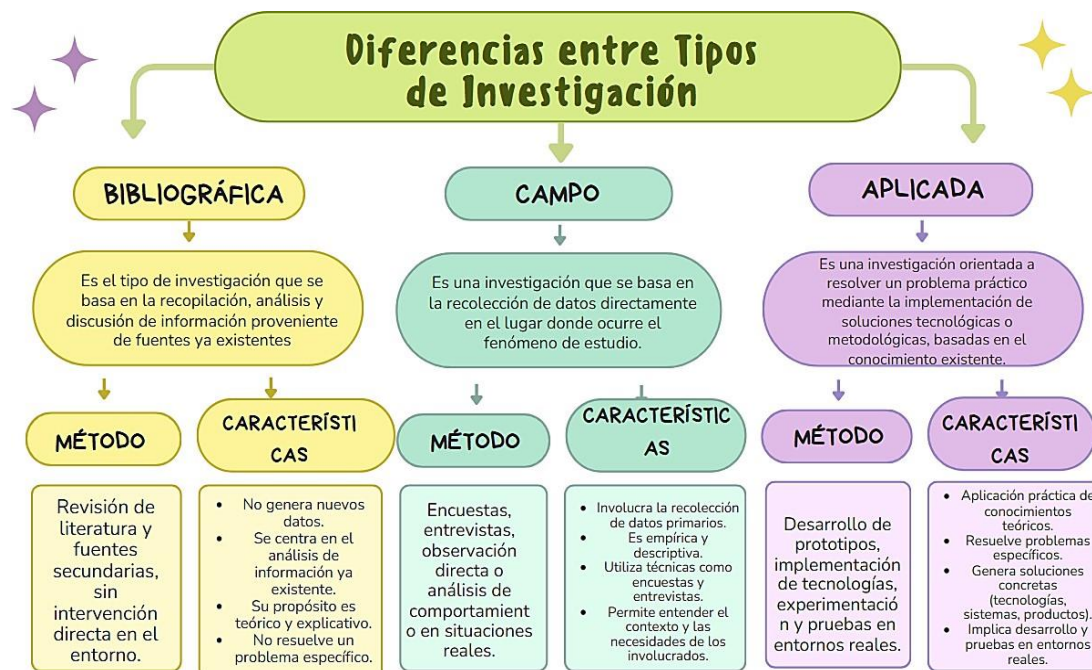 Diferencias entre Tipos
de Investigación
BIBLIOGRÁFICA
Es el tipo de investigación que se
basa en la recopilación, análisis y
discusión de información proveniente
de fuentes ya existentes
MÉTODO
Revisión de
literatura y
fuentes
secundarias,
sin
intervención
directa en el
entorno.
CARACTERÍSTI
CAS
• No genera nuevos
datos.
• Se centra en el
análisis de
información ya
existente.
• Su propósito es
teórico y explicativo.
• No resuelve un
problema específico.
CAMPO
Es una investigación que se basa en
la recolección de datos directamente
en el lugar donde ocurre el
fenómeno de estudio.
MÉTODO
Encuestas,
entrevistas,
observación
directa o
análisis de
comportamient
o en situaciones
reales.
CARACTERÍSTIC
AS
• Involucra la recolección
de datos primarios.
• Es empírica y
descriptiva.
• Utiliza técnicas como
encuestas y
entrevistas.
• Permite entender el
contexto y las
necesidades de los
involucrados.
APLICADA
Es una investigación orientada a
resolver un problema práctico
mediante la implementación de
soluciones tecnológicas o
metodológicas, basadas en el
conocimiento existente.
MÉTODO
Desarrollo de
prototipos,
implementación
de tecnologías,
experimentació
n y pruebas en
entornos reales.
CARACTERÍSTI
CAS
• Aplicación práctica de
conocimientos
teóricos.
• Resuelve problemas
específicos.
• Genera soluciones
concretas
(tecnologías,
sistemas, productos).
• Implica desarrollo y
pruebas en entornos
reales.